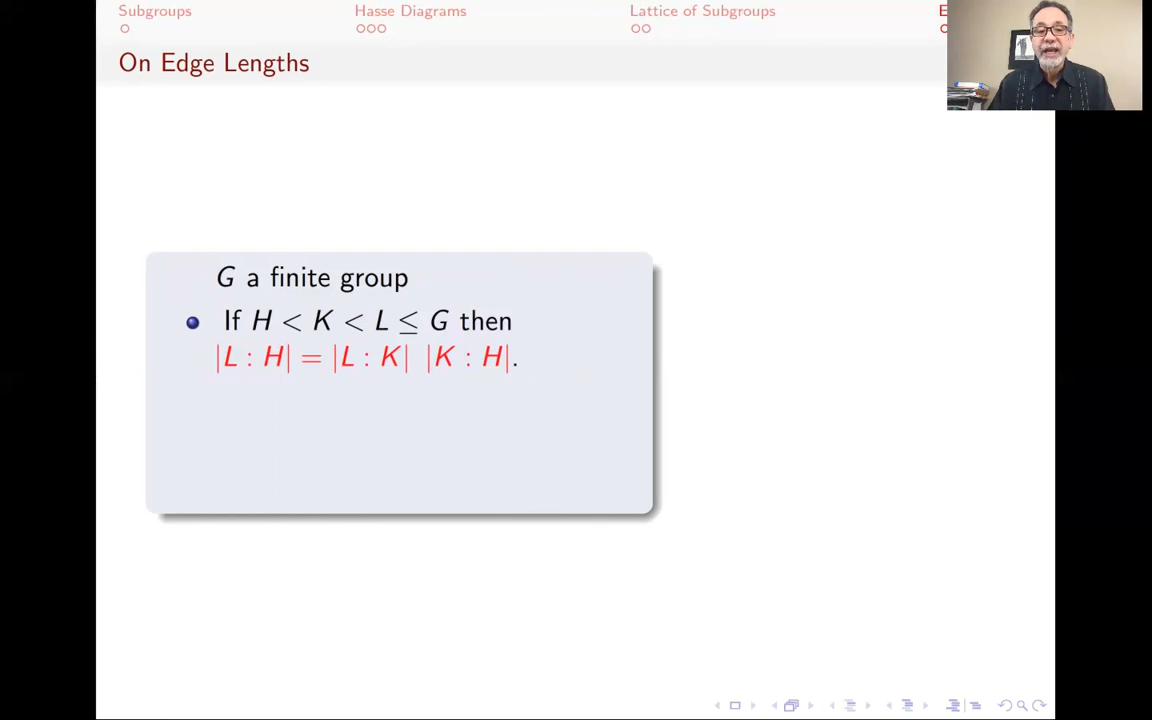 Subgroups
Hasse Diagrams
Lattice of Subgroups
On Edge Lengths
G a finite group
If H < K < L ≤ G then
|L : H| = |L : K| |K : H|.